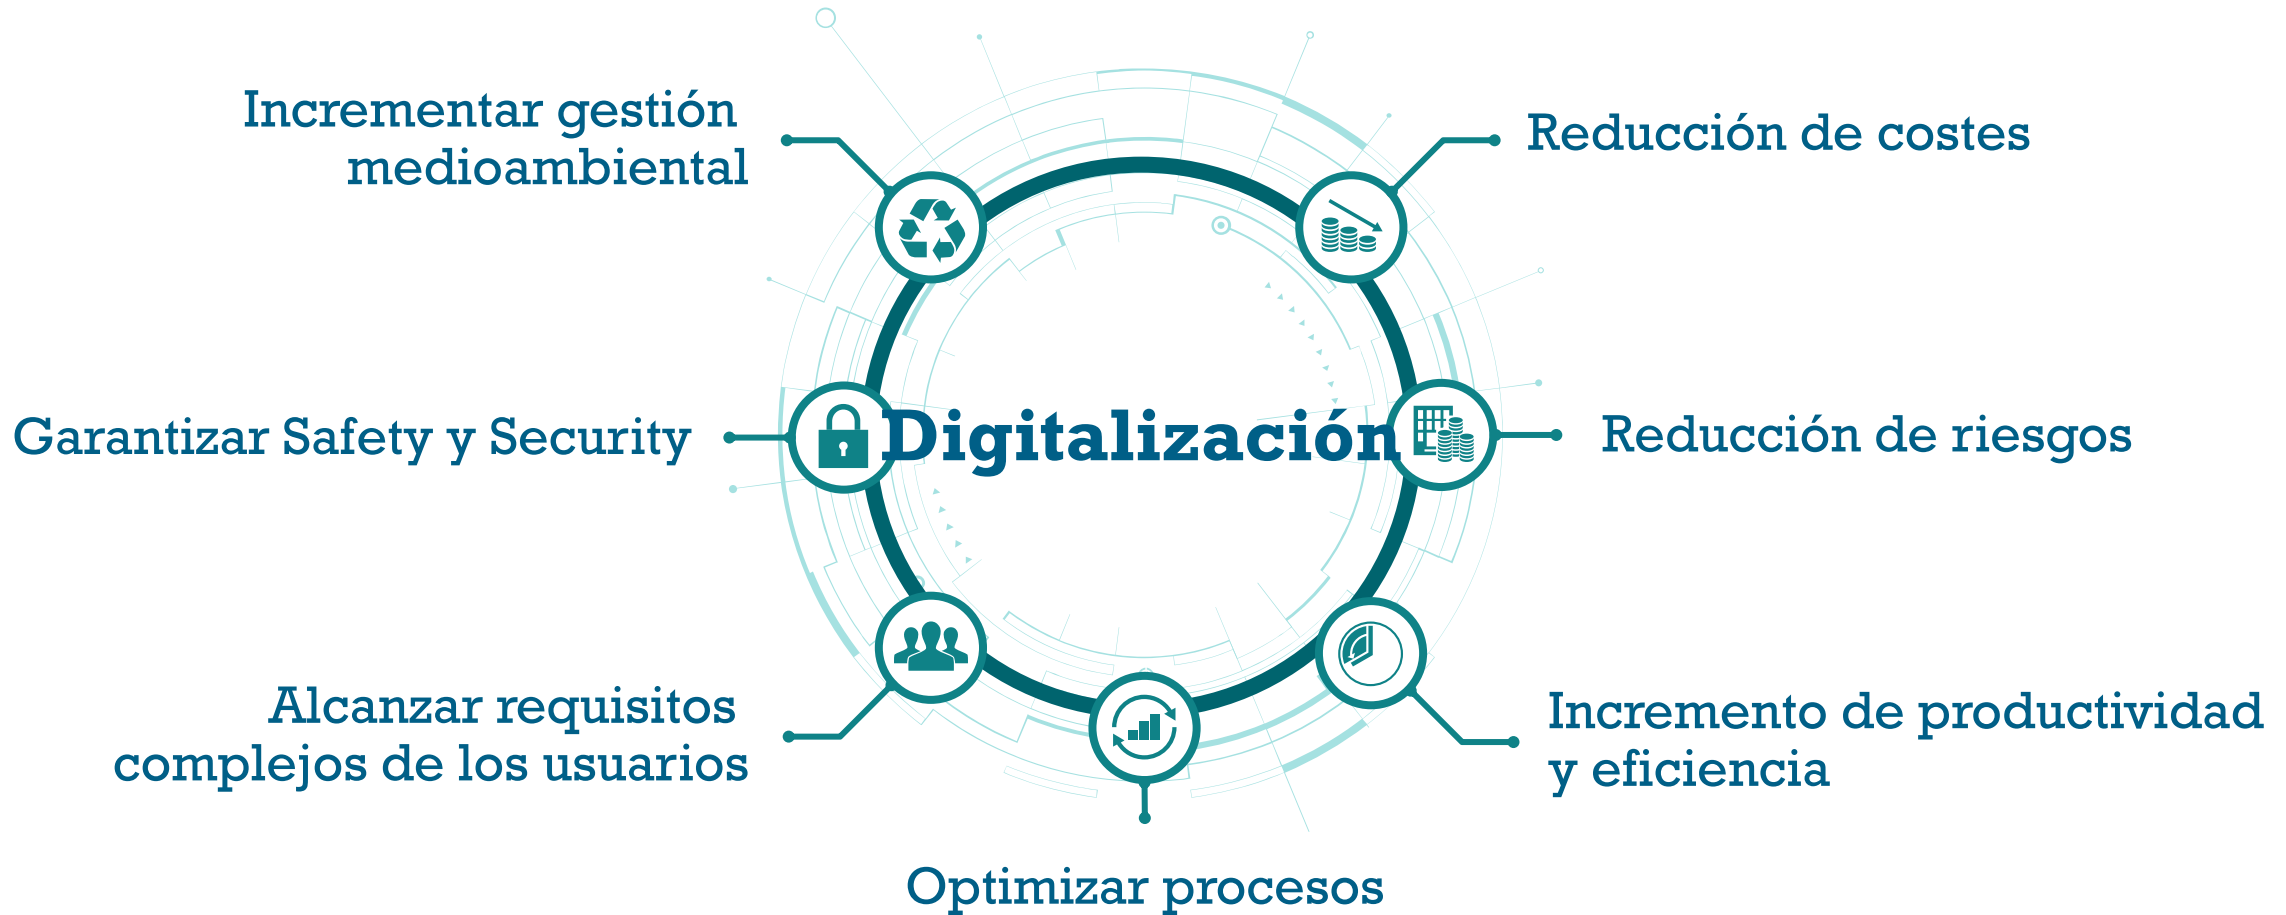 Incrementar gestión
medioambiental
Reducción de costes
Garantizar Safety y Security
Digitalización
Reducción de riesgos
Alcanzar requisitos
complejos de los usuarios
Incremento de productividad
y eficiencia
Optimizar procesos